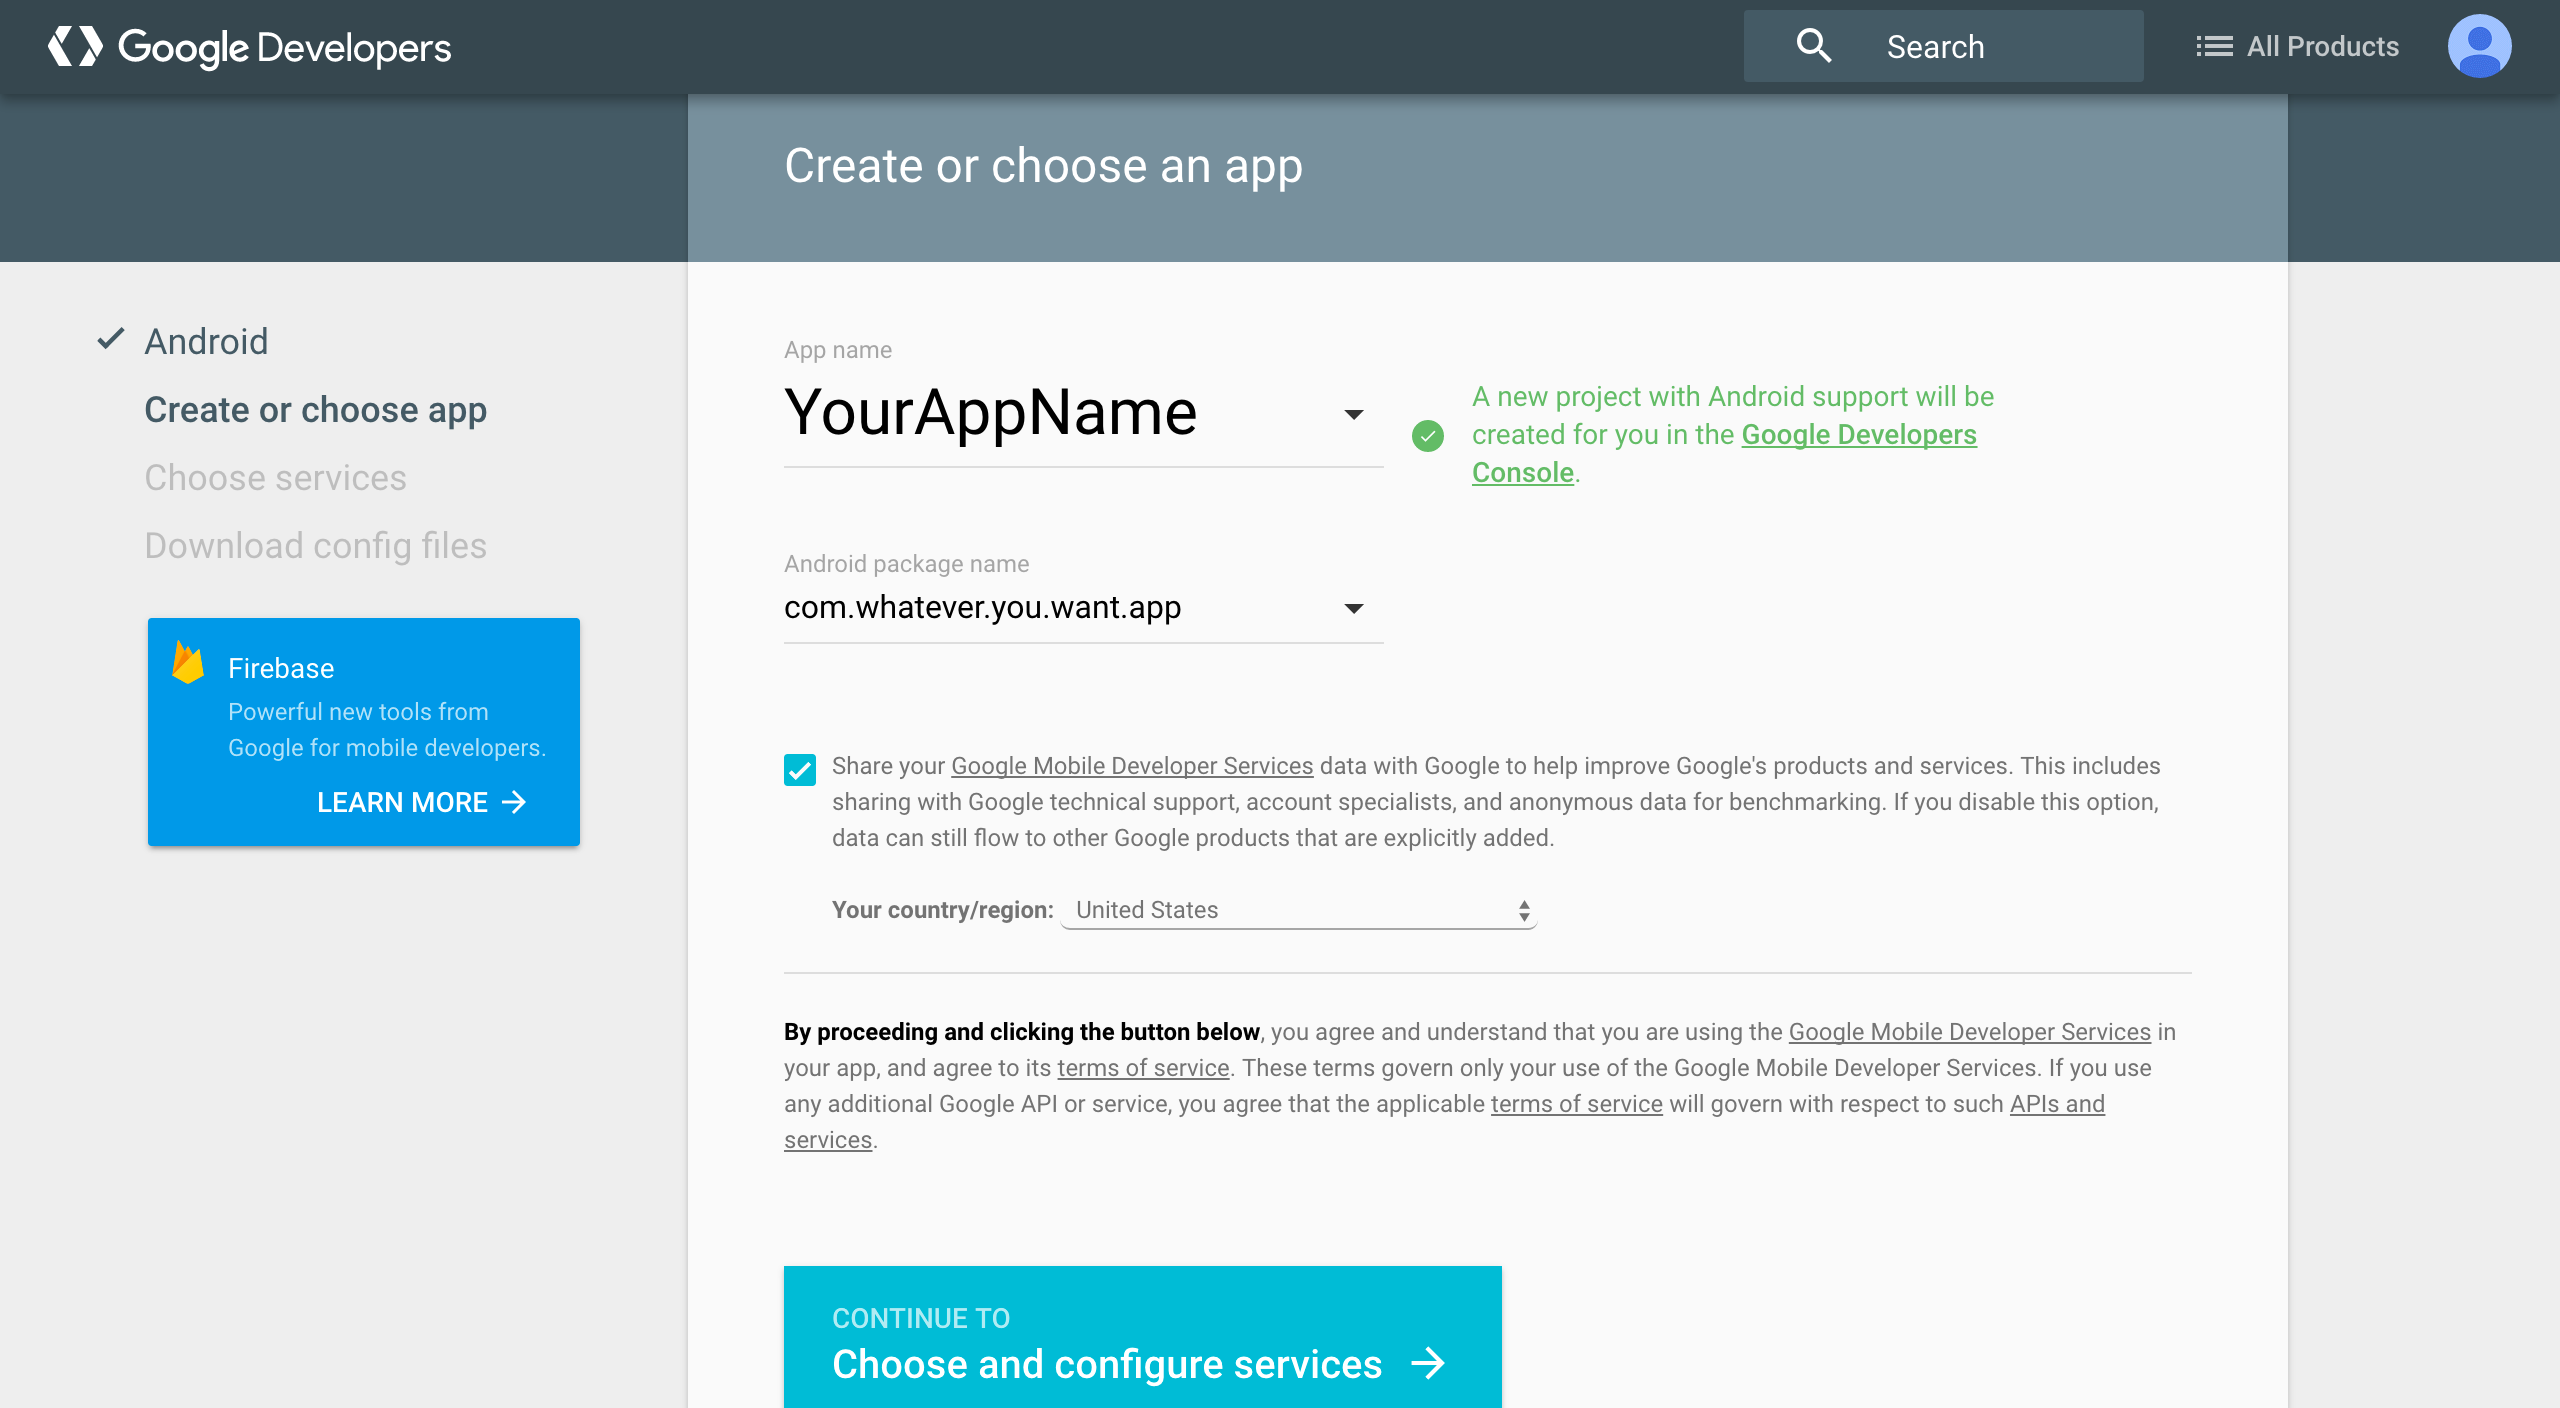 Google Developers
Search
All Products
Create or choose an app
Android
Create or choose app
Choose services
Download config files
Firebase
Powerful new tools from
Google for mobile developers.
LEARN MORE
App name
YourAppName
A new project with Android support will be
created for you in the Google Developers
Console.
Android package name
com.whatever.you.want.app
Share your Google Mobile Developer Services data with Google to help improve Google's products and services. This includes
sharing with Google technical support, account specialists, and anonymous data for benchmarking. If you disable this option,
data can still flow to other Google products that are explicitly added.
Your country/region: United States
By proceeding and clicking the button below, you agree and understand that you are using the Google Mobile Developer Services in
your app, and agree to its terms of service. These terms govern only your use of the Google Mobile Developer Services. If you use
any additional Google API or service, you agree that the applicable terms of service will govern with respect to such APIs and
services.
CONTINUE TO
Choose and configure services